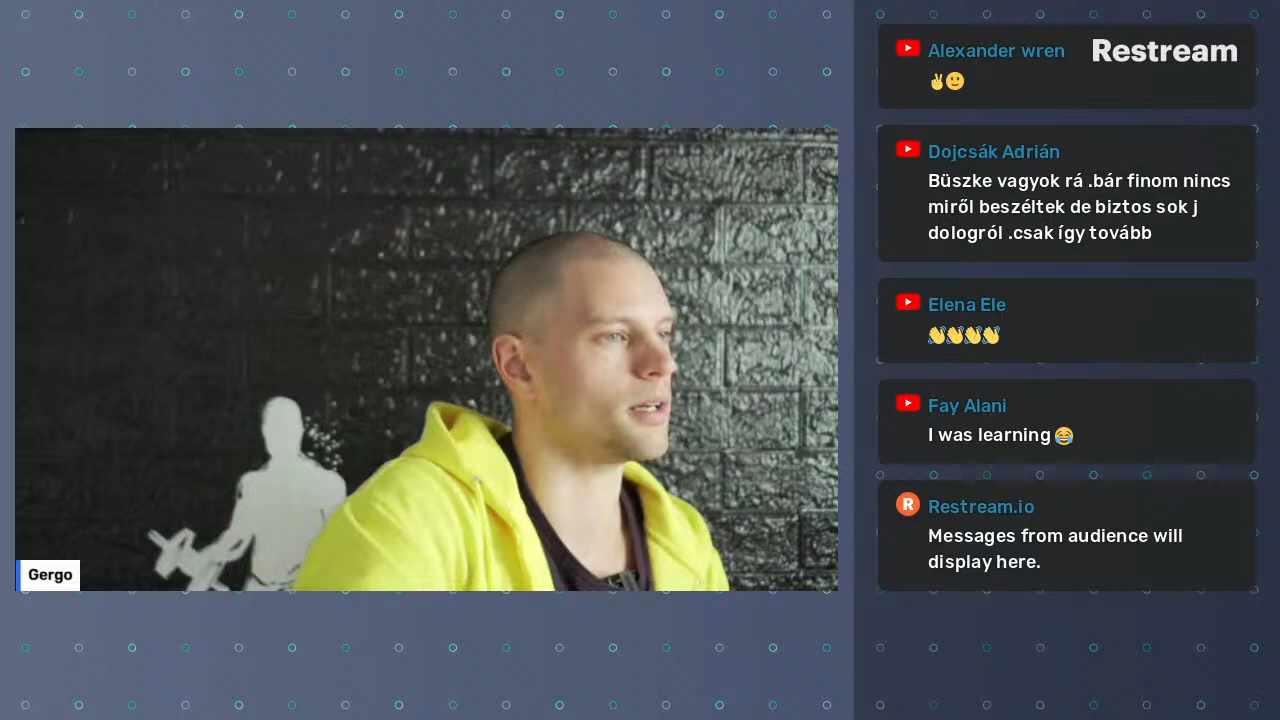 Alexander wren
Restream
✌🙂
Dojcsák Adrián
Büszke vagyok rá .bár finom nincs
miről beszéltek de biztos sok j
dologról .csak így tovább
Elena Ele
👋👋👋👋
Fay Alani
I was learning 😂
Restream.io
Messages from audience will
display here.
Gergo